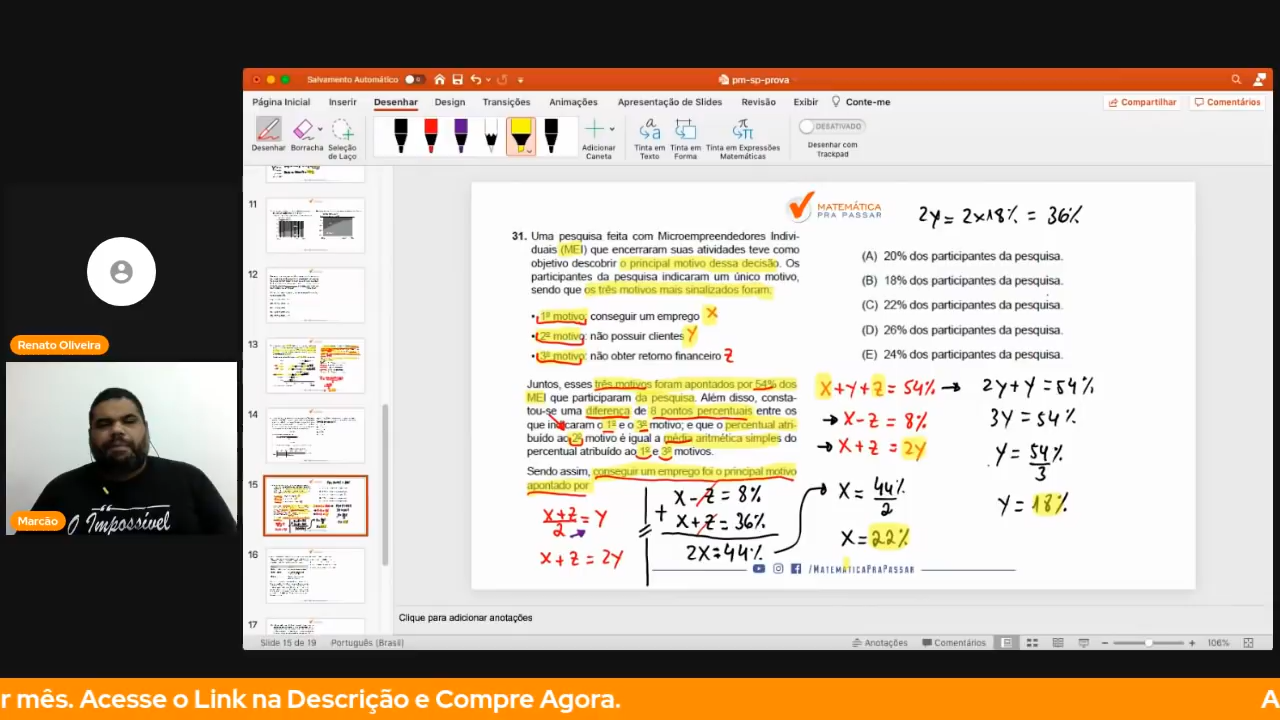 Salvamento Automático
pm-sp-prova
Página Inicial Inserir Desenhar Design Transições Animações Apresentação de Slides Revisão Exibir Conte-me Compartilhar Comentários
Desenhar Borracha Seleção de Laço Adicionar Caneta Tinta em Texto Tinta em Forma Tinta em Expressões Matemáticas DESATIVADO Desenhar com Trackpad
11
12
13
14
15
16
17
Renato Oliveira
Marcão
O Impossível
MATEMÁTICA
PRA PASSAR
2Y = 2x18% = 36%
31. Uma pesquisa feita com Microempreendedores Indivi-
duais (MEI) que encerraram suas atividades teve como
objetivo descobrir o principal motivo dessa decisão. Os
participantes da pesquisa indicaram um único motivo,
sendo que os três motivos mais sinalizados foram:
• 1º motivo: conseguir um emprego X
• 2º motivo: não possuir clientes Y
• 3º motivo: não obter retorno financeiro Z
Juntos, esses três motivos foram apontados por 54% dos
MEI que participaram da pesquisa. Além disso, consta-
tou-se uma diferença de 8 pontos percentuais entre os
que indicaram o 1º e o 3º motivo; e que o percentual atri-
buído ao 2º motivo é igual a média aritmética simples do
percentual atribuído ao 1º e 3º motivos.
Sendo assim, conseguir um emprego foi o principal motivo
apontado por
X+Z/2 = Y
X+Z = 2Y
X-Z = 8%
+ X+Z = 36%
2X = 44%
(A) 20% dos participantes da pesquisa.
(B) 18% dos participantes da pesquisa.
(C) 22% dos participantes da pesquisa.
(D) 26% dos participantes da pesquisa.
(E) 24% dos participantes da pesquisa.
X+Y+Z = 54% → 2Y+Y = 54%
→ X-Z = 8% 3Y = 54%
→ X+Z = 2Y Y = 54%/3
X = 44%/2 Y = 18%
X = 22%
/MATEMÁTICAPRAPASSAR
Clique para adicionar anotações
Slide 15 de 19 Português (Brasil) Anotações Comentários 106%
r mês. Acesse o Link na Descrição e Compre Agora. A